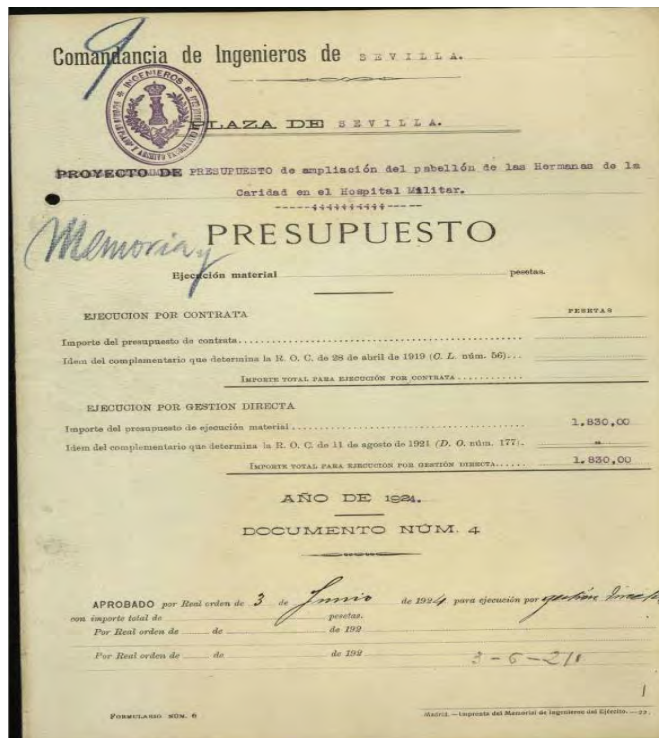 9
Comandancia de Ingenieros de SEVILLA.
INGENIEROS
PLAZA DE SEVILLA.
PROYECTO DE PRESUPUESTO de ampliación del pabellón de las Hermanas de la
Caridad en el Hospital Militar.
Memoria y
PRESUPUESTO
Ejecución material pesetas.
EJECUCION POR CONTRATA
PESETAS
Importe del presupuesto de contrata
Idem del complementario que determina la R. O. C. de 28 de abril de 1919 (C. L. núm. 56)...
IMPORTE TOTAL PARA EJECUCIÓN POR CONTRATA
EJECUCION POR GESTION DIRECTA
Importe del presupuesto de ejecución material 1.830,00
Idem del complementario que determina la R. O. C. de 11 de agosto de 1921 (D. O. núm. 177). "
IMPORTE TOTAL PARA EJECUCIÓN POR GESTIÓN DIRECTA...... 1.830,00
AÑO DE 1924.
DOCUMENTO NÚM. 4
APROBADO por Real orden de 3 de Junio de 1924 para ejecución por gestión directa
con importe total de pesetas.
Por Real orden de de de 192
Por Real orden de de de 192
1
FORMULARIO NÚM. 6
Madrid. — Imprenta del Memorial de Ingenieros del Ejército.